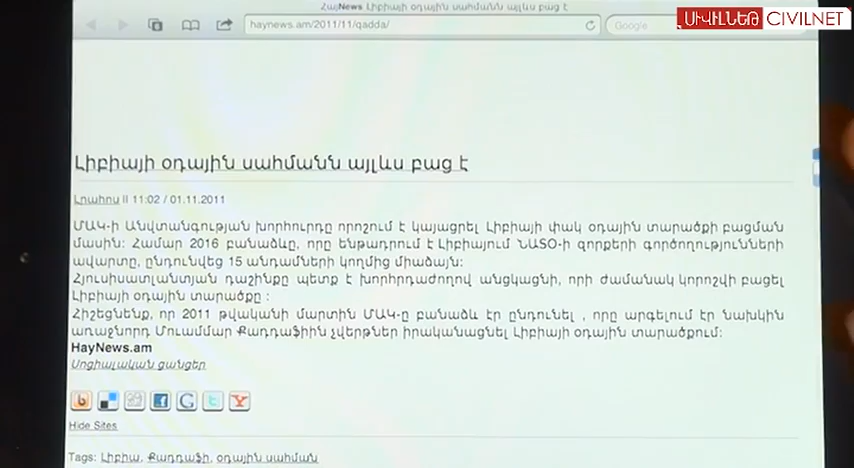 ՀայNews Լիբիայի օդային սահմանն այլևս բաց է
haynews.am/2011/11/qadda/
Google
ՍԻՎԻԼՆԵԹ CIVILNET
Լիբիայի օդային սահմանն այլևս բաց է
Լրահոս II 11:02 / 01.11.2011
ՄԱԿ-ի Անվտանգության խորհուրդը որոշում է կայացրել Լիբիայի փակ օդային տարածքի բացման
մասին: Համար 2016 բանաձևը, որը ենթադրում է Լիբիայում ՆԱՏՕ-ի զորքերի գործողությունների
ավարտը, ընդունվեց 15 անդամների կողմից միաձայն:
Հյուսիսատլանտյան դաշինքը պետք է խորհրդաժողով անցկացնի, որի ժամանակ կորոշվի բացել
Լիբիայի օդային տարածքը :
Հիշեցնենք, որ 2011 թվականի մարտին ՄԱԿ-ը բանաձև էր ընդունել , որը արգելում էր նախկին
առաջնորդ Մուամմար Քադդաֆիին չվերթներ իրականացնել Լիբիայի օդային տարածքում:
HayNews.am
Սոցիալական ցանցեր
Hide Sites
Tags: Լիբիա, Քադդաֆի, օդային սահման